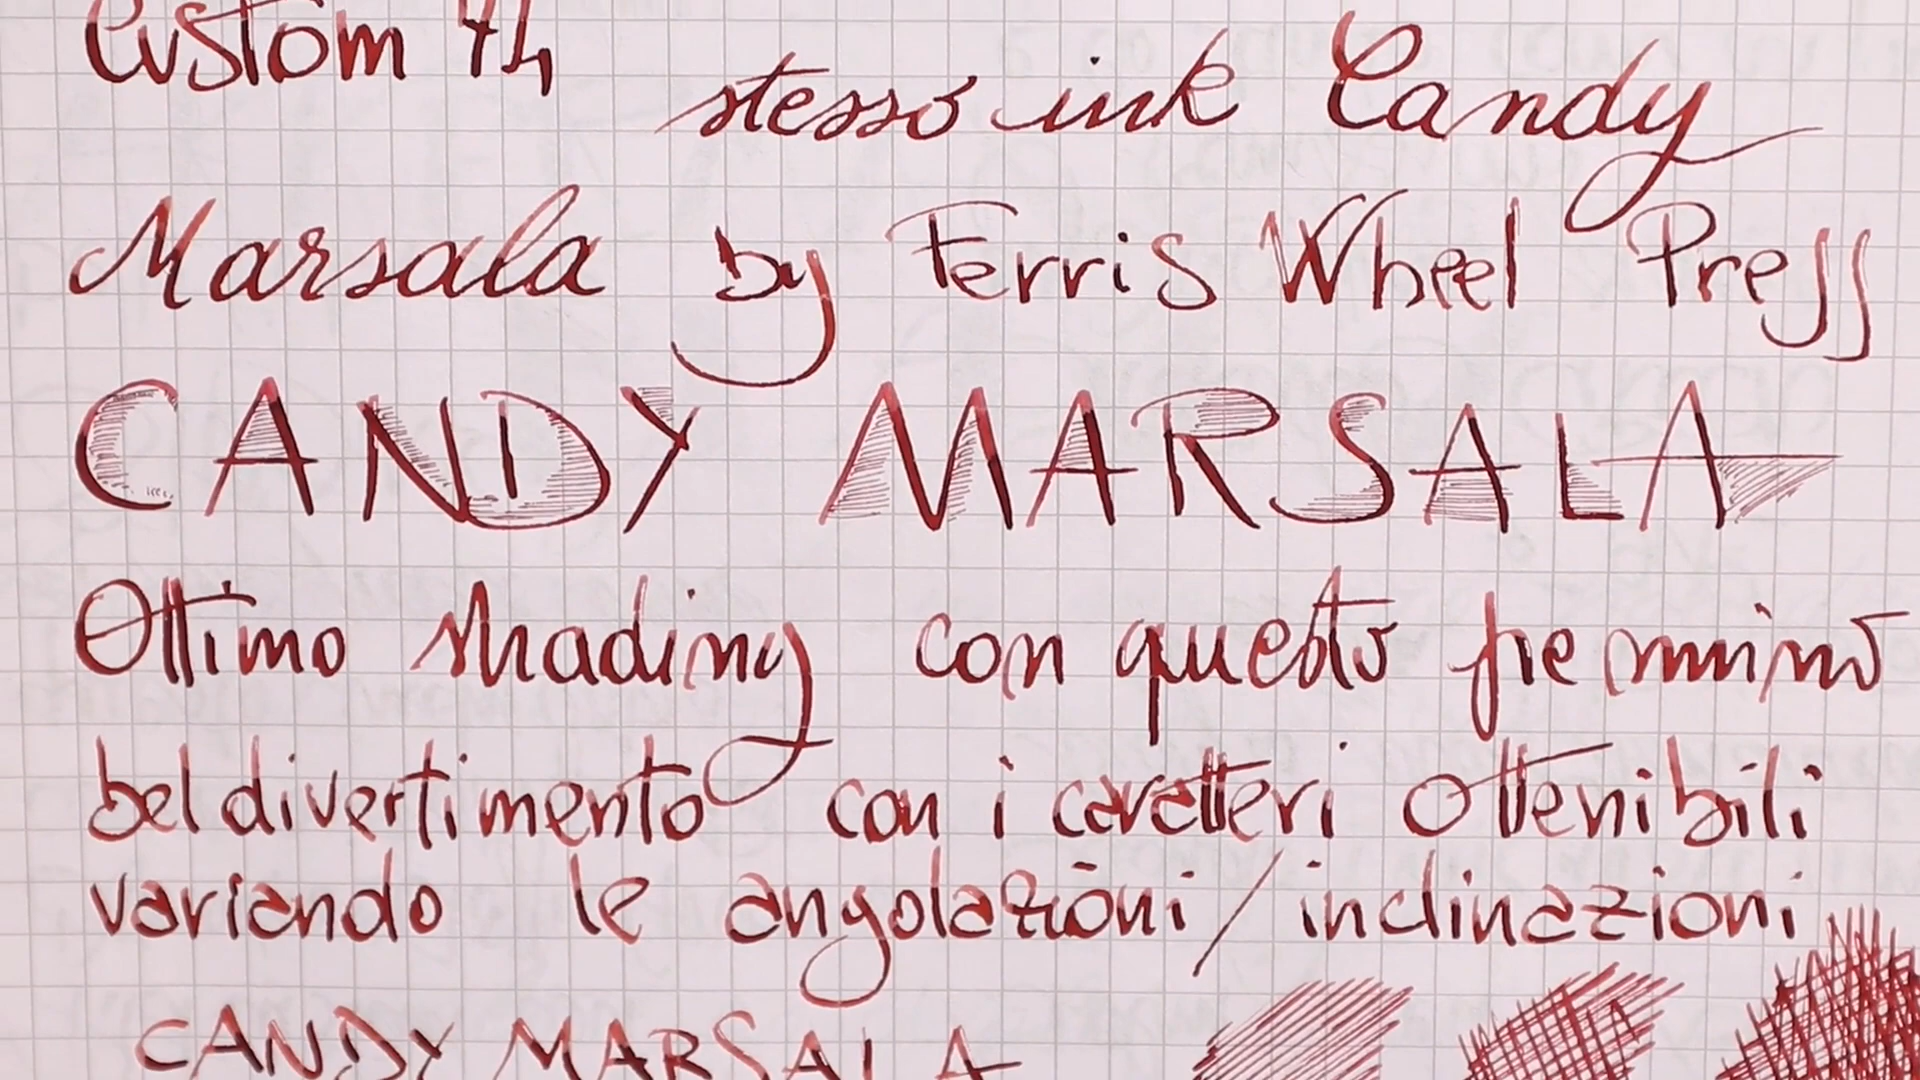 Custom 74 stesso ink Candy
Marsala by Ferris Wheel Press
CANDY MARSALA
Ottimo shading con questo pennino
bel divertimento con i caratteri ottenibili
variando le angolazioni/inclinazioni
CANDY MARSALA